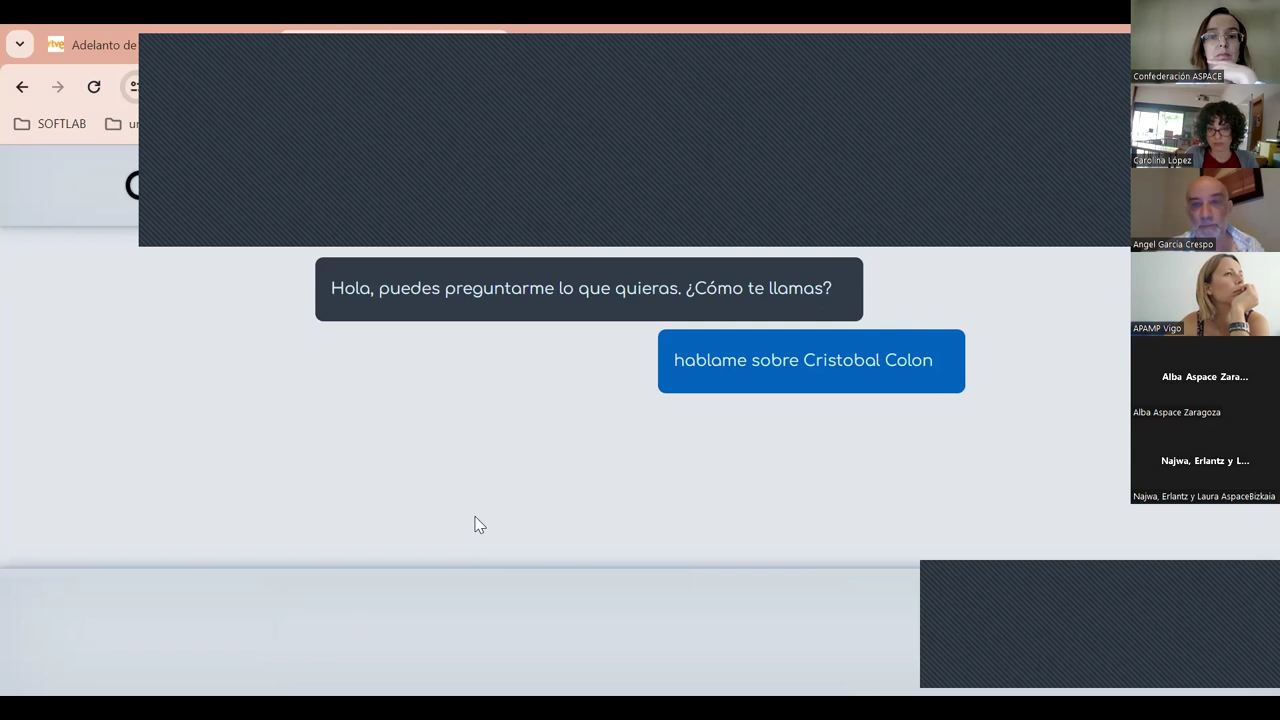 rtve Adelanto de
SOFTLAB
Hola, puedes preguntarme lo que quieras. ¿Cómo te llamas?
hablame sobre Cristobal Colon
Confederación ASPACE
Carolina López
Angel García Crespo
APAMP Vigo
Alba Aspace Zara...
Alba Aspace Zaragoza
Najwa, Erlantz y L...
Najwa, Erlantz y Laura AspaceBizkaia